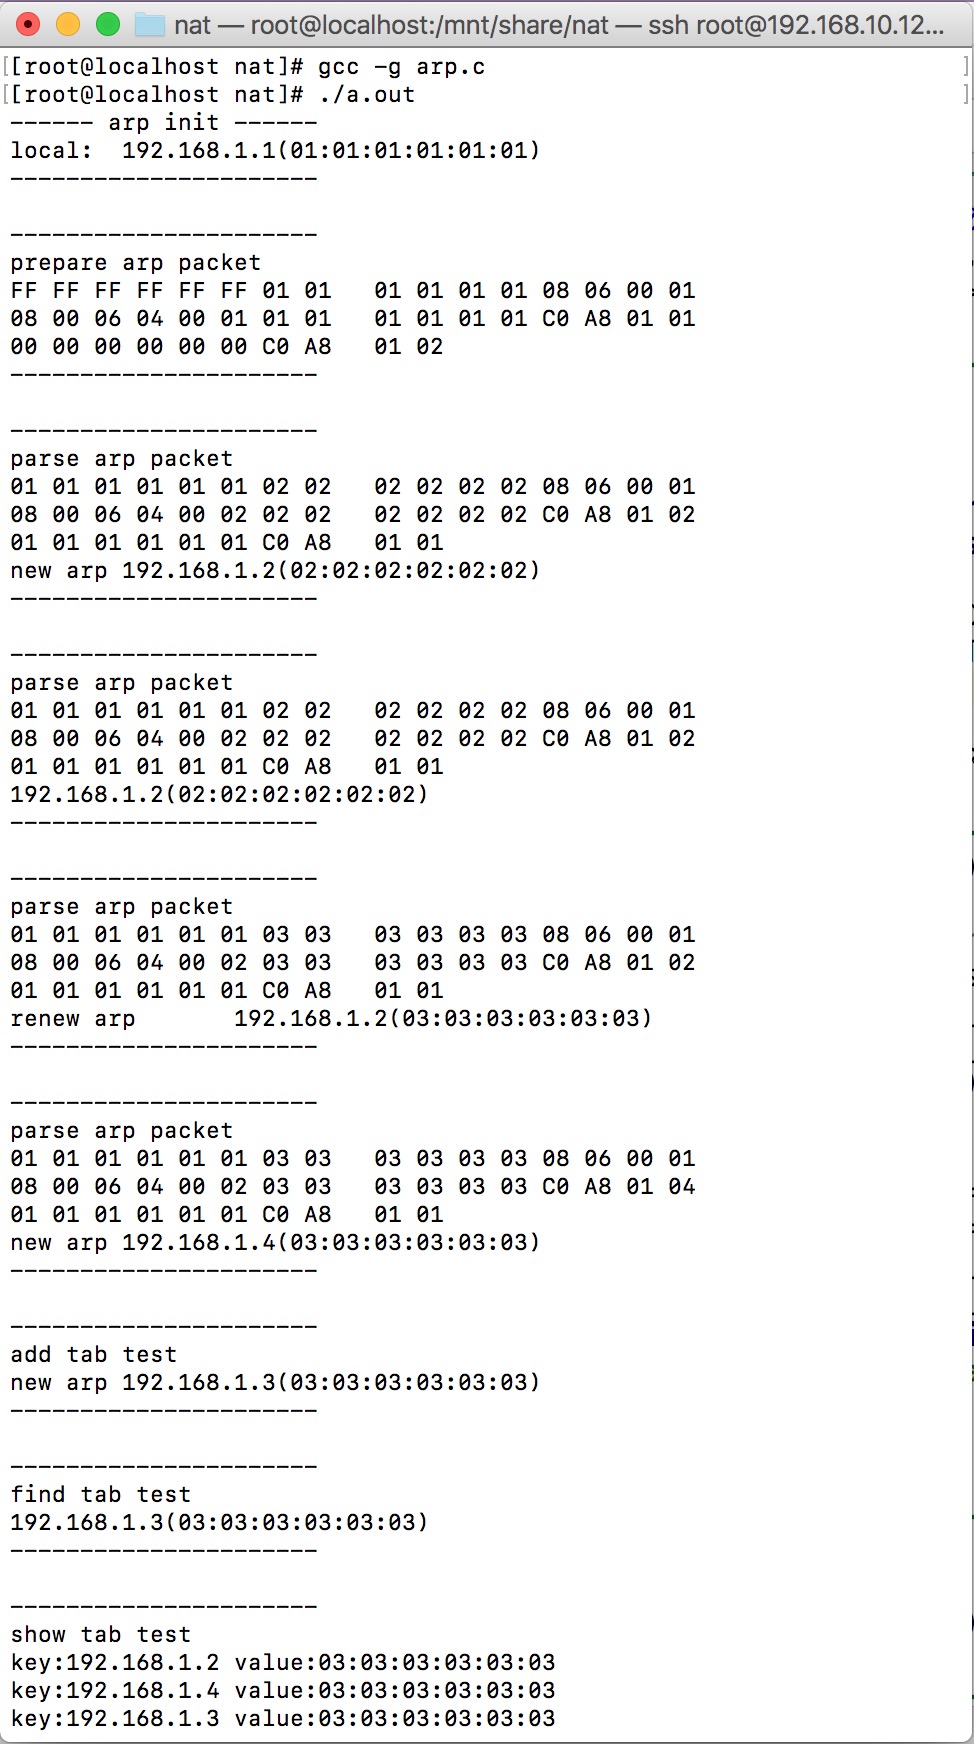 nat — root@localhost:/mnt/share/nat — ssh root@192.168.10.12...
[[root@localhost nat]# gcc -g arp.c ]
[[root@localhost nat]# ./a.out ]
------ arp init ------
local:  192.168.1.1(01:01:01:01:01:01)
----------------------
----------------------
prepare arp packet
FF FF FF FF FF FF 01 01   01 01 01 01 08 06 00 01
08 00 06 04 00 01 01 01   01 01 01 01 C0 A8 01 01
00 00 00 00 00 00 C0 A8   01 02
----------------------
----------------------
parse arp packet
01 01 01 01 01 01 02 02   02 02 02 02 08 06 00 01
08 00 06 04 00 02 02 02   02 02 02 02 C0 A8 01 02
01 01 01 01 01 01 C0 A8   01 01
new arp 192.168.1.2(02:02:02:02:02:02)
----------------------
----------------------
parse arp packet
01 01 01 01 01 01 02 02   02 02 02 02 08 06 00 01
08 00 06 04 00 02 02 02   02 02 02 02 C0 A8 01 02
01 01 01 01 01 01 C0 A8   01 01
192.168.1.2(02:02:02:02:02:02)
----------------------
----------------------
parse arp packet
01 01 01 01 01 01 03 03   03 03 03 03 08 06 00 01
08 00 06 04 00 02 03 03   03 03 03 03 C0 A8 01 02
01 01 01 01 01 01 C0 A8   01 01
renew arp       192.168.1.2(03:03:03:03:03:03)
----------------------
----------------------
parse arp packet
01 01 01 01 01 01 03 03   03 03 03 03 08 06 00 01
08 00 06 04 00 02 03 03   03 03 03 03 C0 A8 01 04
01 01 01 01 01 01 C0 A8   01 01
new arp 192.168.1.4(03:03:03:03:03:03)
----------------------
----------------------
add tab test
new arp 192.168.1.3(03:03:03:03:03:03)
----------------------
----------------------
find tab test
192.168.1.3(03:03:03:03:03:03)
----------------------
----------------------
show tab test
key:192.168.1.2 value:03:03:03:03:03:03
key:192.168.1.4 value:03:03:03:03:03:03
key:192.168.1.3 value:03:03:03:03:03:03